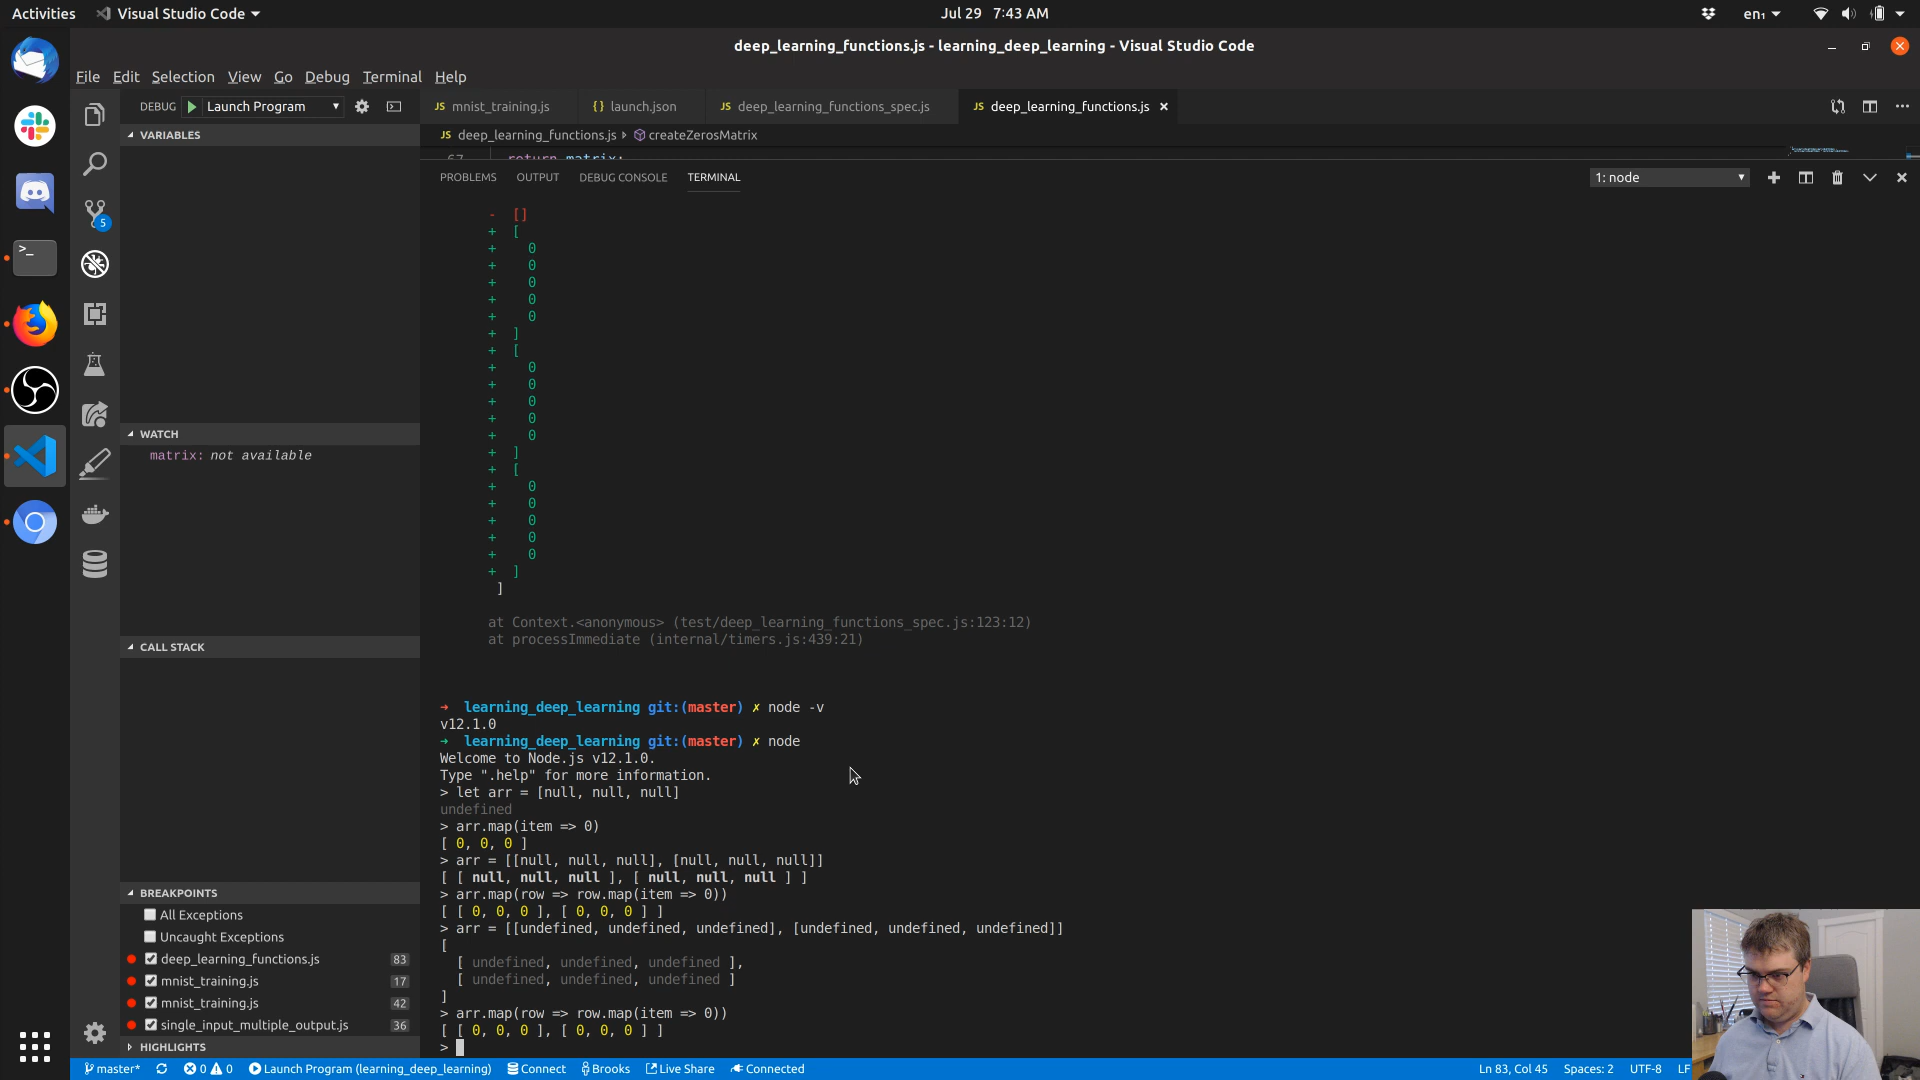 Activities
Visual Studio Code
Jul 29 7:43 AM
en₁
deep_learning_functions.js - learning_deep_learning - Visual Studio Code
File Edit Selection View Go Debug Terminal Help
DEBUG Launch Program
JS mnist_training.js
{} launch.json
JS deep_learning_functions_spec.js
JS deep_learning_functions.js
VARIABLES
JS deep_learning_functions.js createZerosMatrix
67 return matrix;
PROBLEMS OUTPUT DEBUG CONSOLE TERMINAL
1: node
5
- []
+ [
+ 0
+ 0
+ 0
+ 0
+ 0
+ ]
+ [
+ 0
+ 0
+ 0
+ 0
+ 0
+ ]
+ [
+ 0
+ 0
+ 0
+ 0
+ 0
+ ]
]
at Context.<anonymous> (test/deep_learning_functions_spec.js:123:12)
at processImmediate (internal/timers.js:439:21)
➜ learning_deep_learning git:(master) ✗ node -v
v12.1.0
➜ learning_deep_learning git:(master) ✗ node
Welcome to Node.js v12.1.0.
Type ".help" for more information.
> let arr = [null, null, null]
undefined
> arr.map(item => 0)
[ 0, 0, 0 ]
> arr = [[null, null, null], [null, null, null]]
[ [ null, null, null ], [ null, null, null ] ]
> arr.map(row => row.map(item => 0))
[ [ 0, 0, 0 ], [ 0, 0, 0 ] ]
> arr = [[undefined, undefined, undefined], [undefined, undefined, undefined]]
[
[ undefined, undefined, undefined ],
[ undefined, undefined, undefined ]
]
> arr.map(row => row.map(item => 0))
[ [ 0, 0, 0 ], [ 0, 0, 0 ] ]
>
WATCH
matrix: not available
CALL STACK
BREAKPOINTS
All Exceptions
Uncaught Exceptions
deep_learning_functions.js 83
mnist_training.js 17
mnist_training.js 42
single_input_multiple_output.js 36
HIGHLIGHTS
master* 0 0 Launch Program (learning_deep_learning) Connect Brooks Live Share Connected
Ln 83, Col 45 Spaces: 2 UTF-8 LF